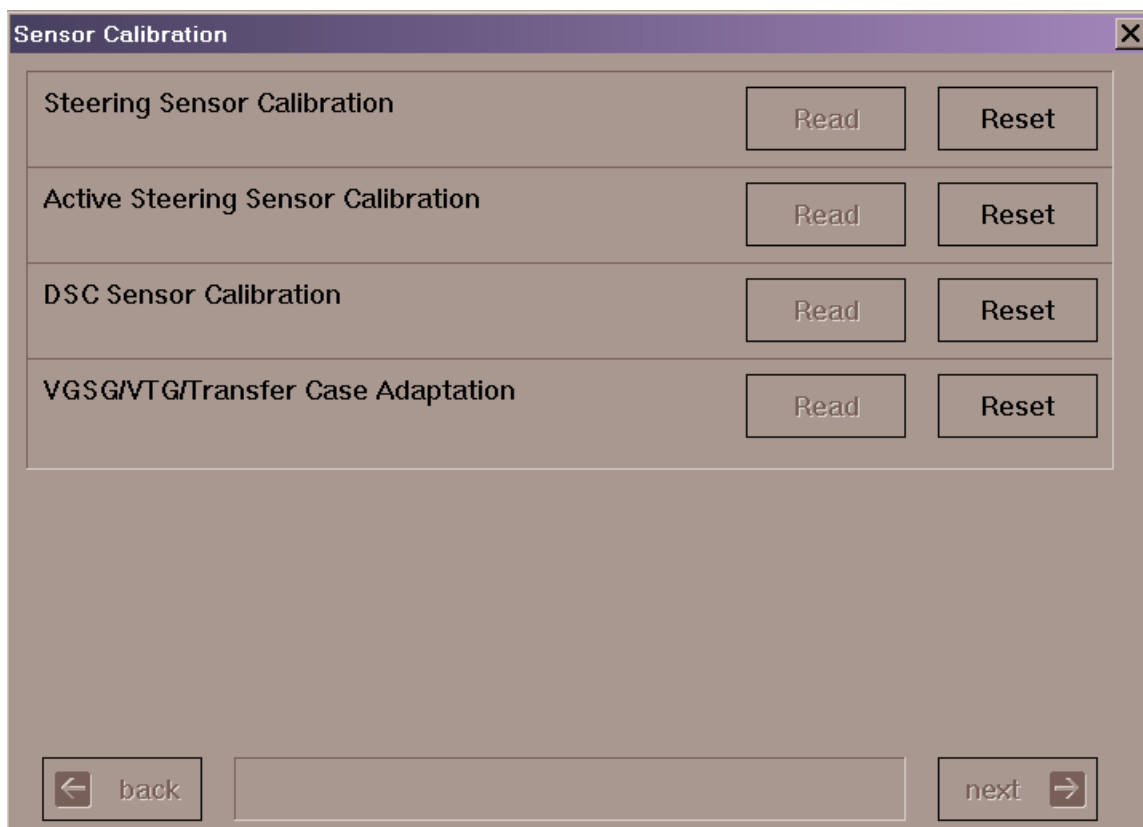 Sensor Calibration
Steering Sensor Calibration Read Reset
Active Steering Sensor Calibration Read Reset
DSC Sensor Calibration Read Reset
VGSG/VTG/Transfer Case Adaptation Read Reset
back next